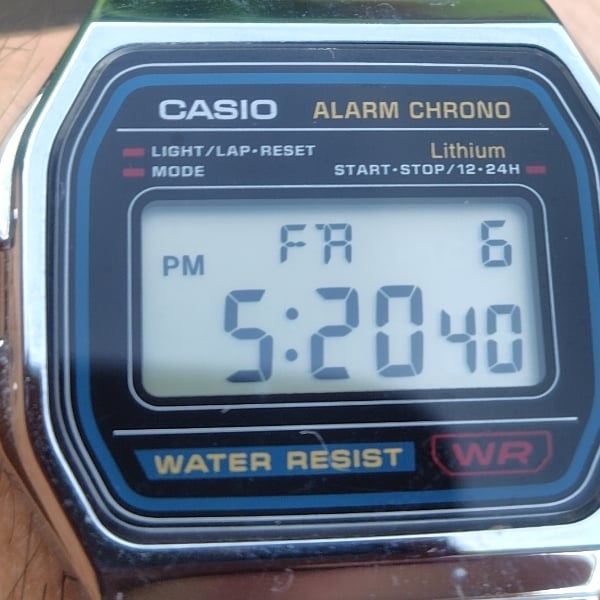 CASIO ALARM CHRONO
LIGHT/LAP•RESET Lithium
MODE START•STOP/12•24H
FR 6
PM
5:20 40
WATER RESIST WR